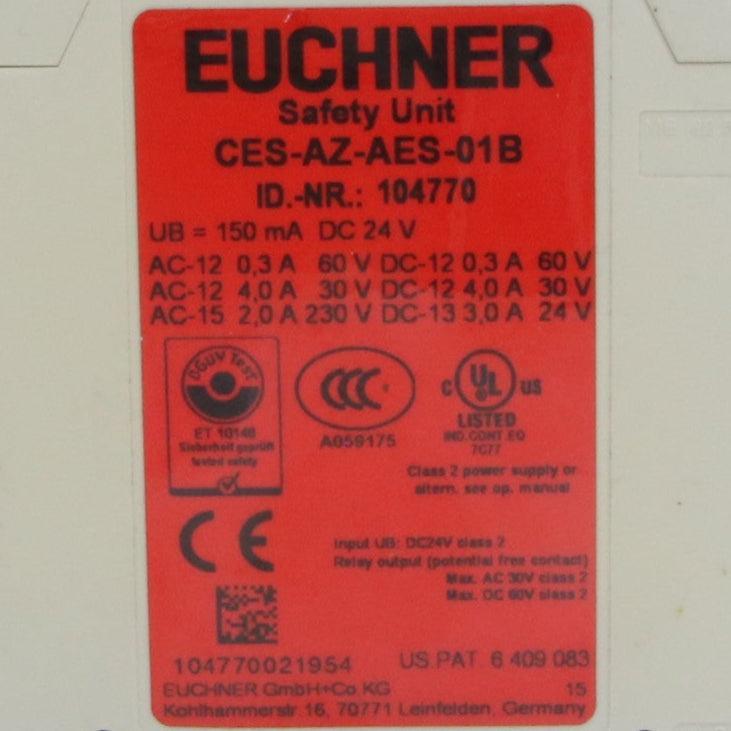 EUCHNER
Safety Unit
CES-AZ-AES-01B
ID.-NR.: 104770
UB = 150 mA DC 24 V
AC-12 0,3 A 60 V DC-12 0,3 A 60 V
AC-12 4,0 A 30 V DC-12 4,0 A 30 V
AC-15 2,0 A 230 V DC-13 3,0 A 24 V
DGUV Test
ET 10146
Sicherheit geprüft
tested safety
CCC
A059175
C UL US
LISTED
IND.CONT.EQ
7C77
Class 2 power supply or
altern. see op. manual
CE
Input UB: DC24V class 2
Relay output (potential free contact)
Max. AC 30V class 2
Max. DC 60V class 2
104770021954 US.PAT. 6 409 083
EUCHNER GmbH+Co.KG 15
Kohlhammerstr.16, 70771 Leinfelden, Germany